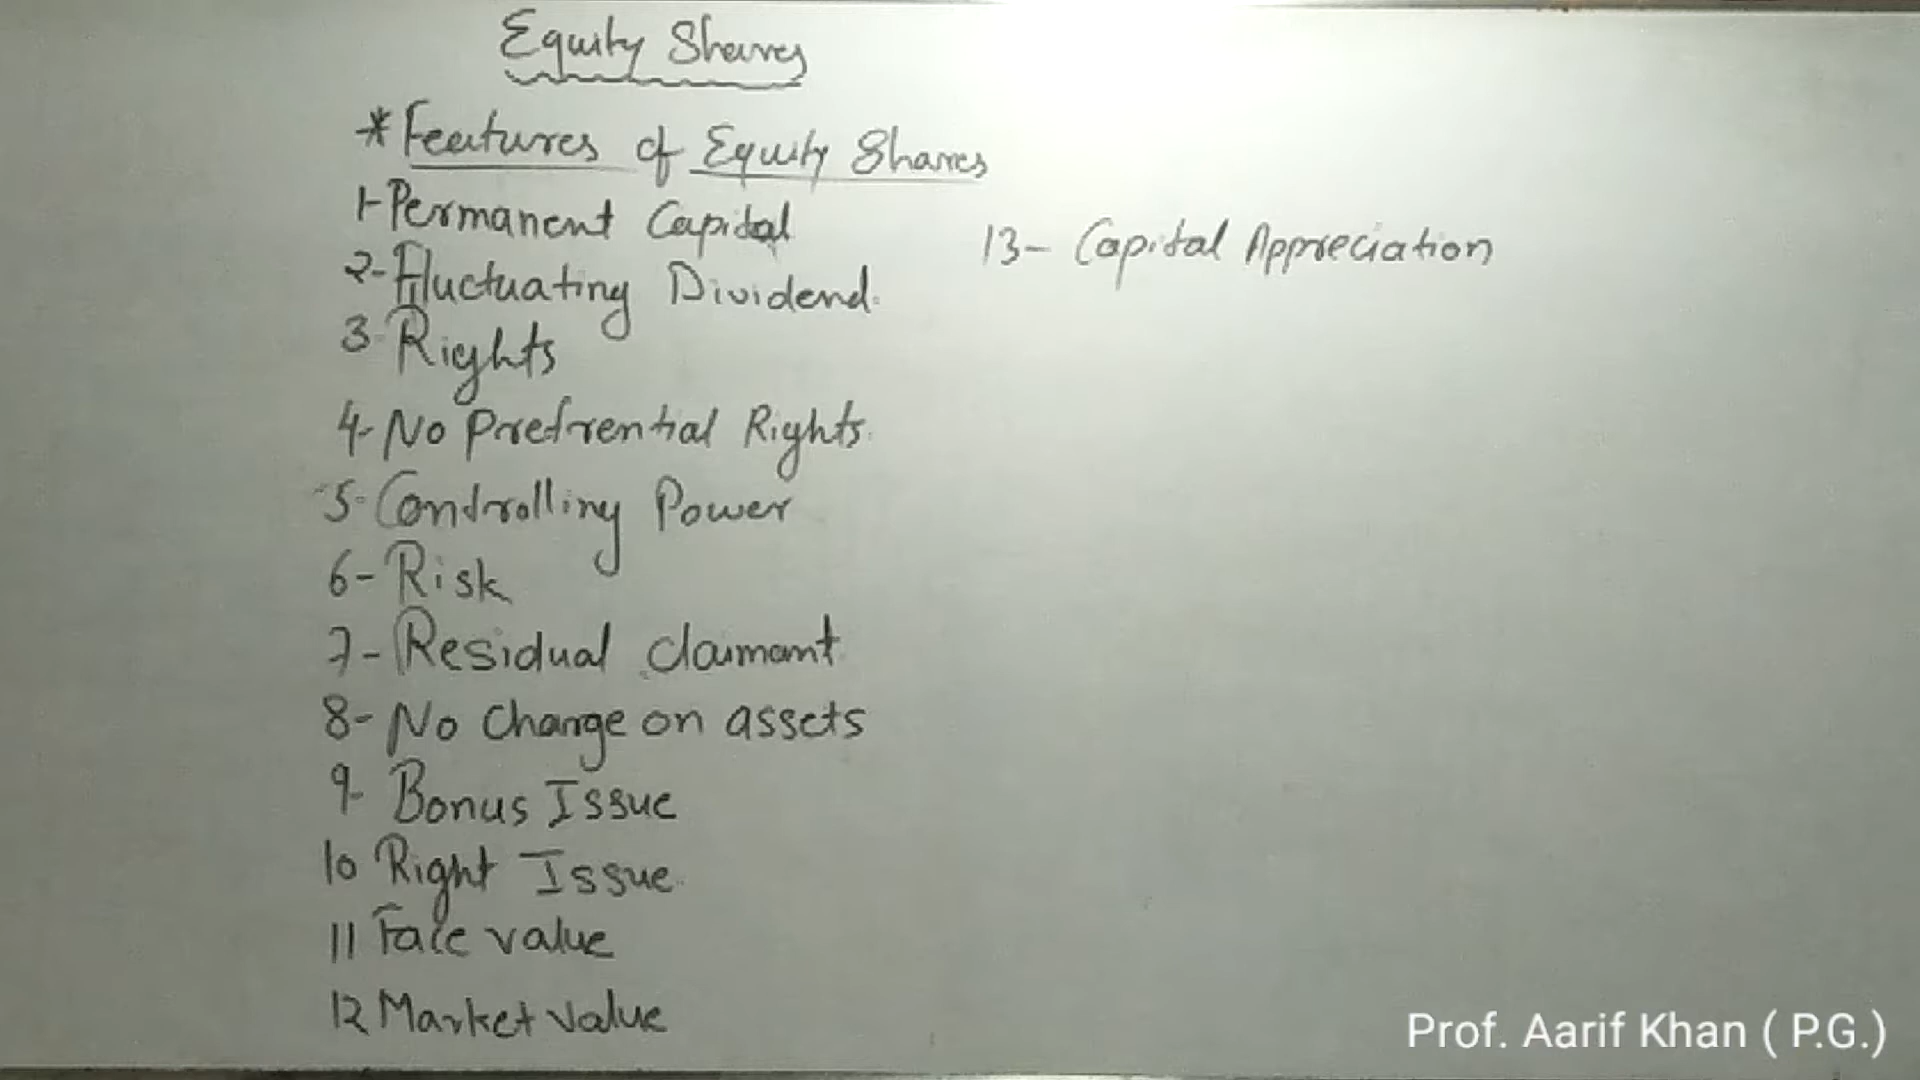 Equity Shares
* Features of Equity Shares
1- Permanent Capital
2- Fluctuating Dividend.
3- Rights
4- No Prefrential Rights.
5- Controlling Power
6- Risk
7- Residual claimant
8- No Change on assets
9- Bonus Issue
10 Right Issue.
11 Face value
12 Market value
13- Capital Appreciation
Prof. Aarif Khan ( P.G.)